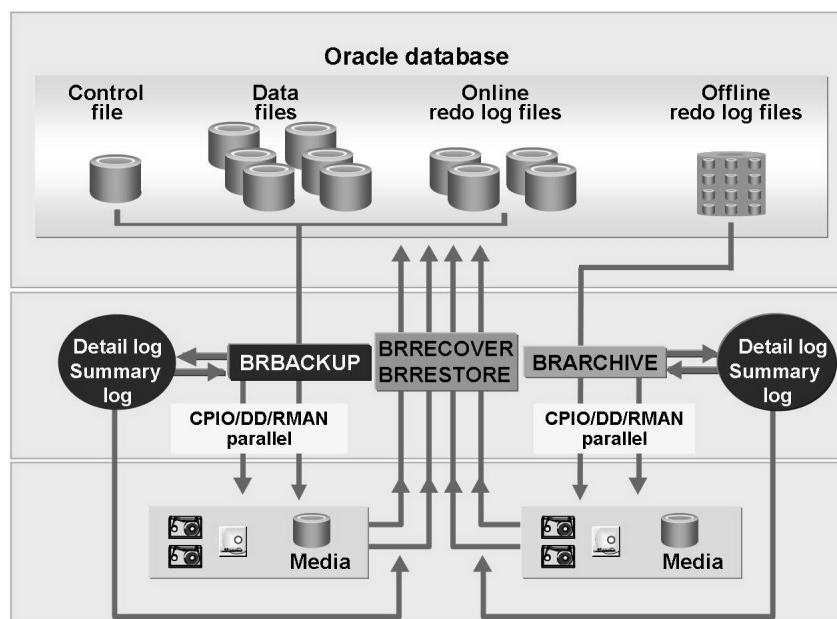 Oracle database
Control
file
Data
files
Online
redo log files
Offline
redo log files
Detail log
Summary
log
BRBACKUP
BRRECOVER
BRRESTORE
BRARCHIVE
Detail log
Summary
log
CPIO/DD/RMAN
parallel
CPIO/DD/RMAN
parallel
Media
Media